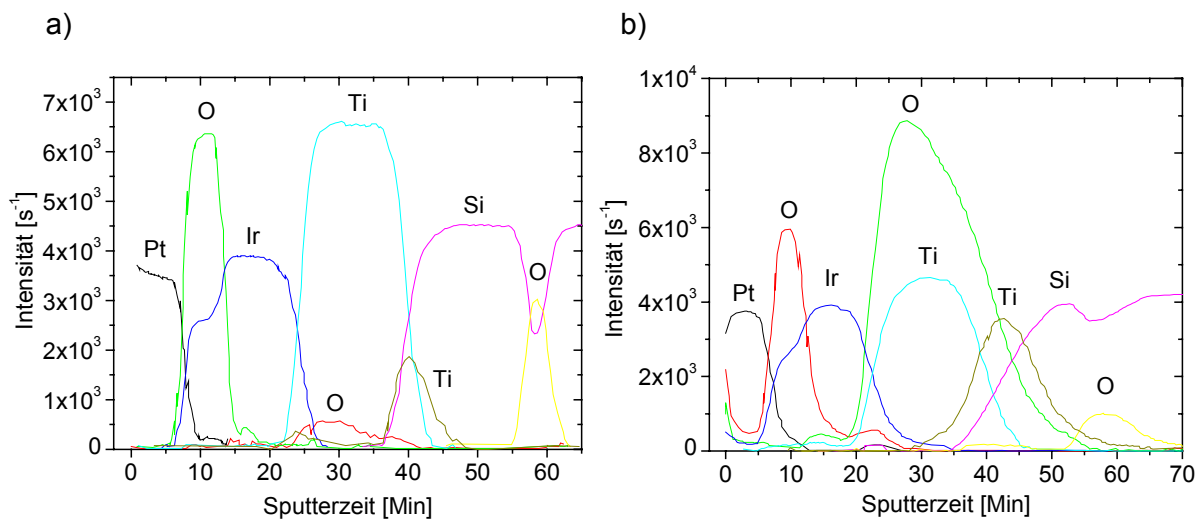 a)
7x10³
6x10³
5x10³
4x10³
3x10³
2x10³
1x10³
0
Intensität [s⁻¹]
Pt
O
Ir
Ti
O
Si
Ti
O
0 10 20 30 40 50 60
Sputterzeit [Min]
b)
1x10⁴
8x10³
6x10³
4x10³
2x10³
0
Intensität [s⁻¹]
Pt
O
Ir
O
Ti
Ti
Si
O
0 10 20 30 40 50 60 70
Sputterzeit [Min]